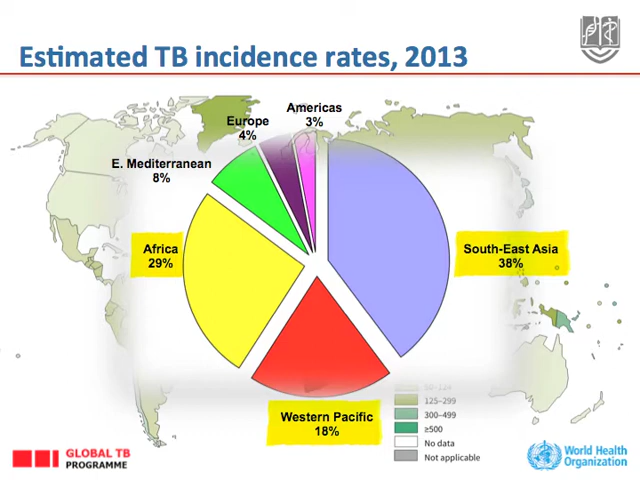 Estimated TB incidence rates, 2013
Americas
3%
Europe
4%
E. Mediterranean
8%
Africa
29%
South-East Asia
38%
Western Pacific
18%
125–299
300–499
≥500
No data
Not applicable
GLOBAL TB
PROGRAMME
World Health
Organization